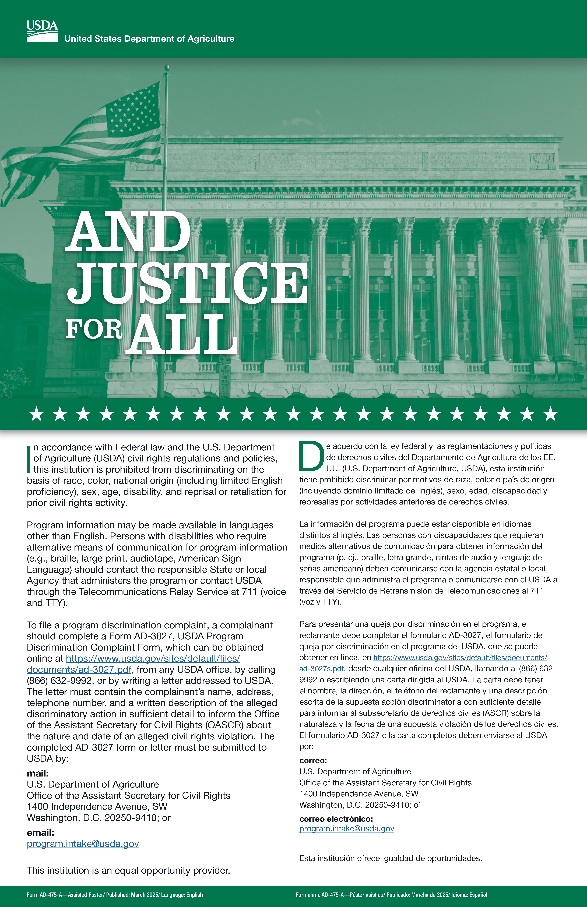 USDA
United States Department of Agriculture
AND
JUSTICE
FOR ALL
In accordance with Federal law and the U.S. Department
of Agriculture (USDA) civil rights regulations and policies,
this institution is prohibited from discriminating on the
basis of race, color, national origin (including limited English
proficiency), sex, age, disability, and reprisal or retaliation for
prior civil rights activity.
Program information may be made available in languages
other than English. Persons with disabilities who require
alternative means of communication for program information
(e.g., braille, large print, audiotape, American Sign
Language) should contact the responsible State or local
Agency that administers the program or contact USDA
through the Telecommunications Relay Service at 711 (voice
and TTY).
To file a program discrimination complaint, a complainant
should complete a Form AD-3027, USDA Program
Discrimination Complaint Form, which can be obtained
online at https://www.usda.gov/sites/default/files/
documents/ad-3027.pdf, from any USDA office, by calling
(866) 632-9992, or by writing a letter addressed to USDA.
The letter must contain the complainant's name, address,
telephone number, and a written description of the alleged
discriminatory action in sufficient detail to inform the Office
of the Assistant Secretary for Civil Rights (OASCR) about
the nature and date of an alleged civil rights violation. The
completed AD-3027 form or letter must be submitted to
USDA by:
mail:
U.S. Department of Agriculture
Office of the Assistant Secretary for Civil Rights
1400 Independence Avenue, SW
Washington, D.C. 20250-9410; or
email:
program.intake@usda.gov
This institution is an equal opportunity provider.
De acuerdo con la ley federal y las reglamentaciones y políticas
de derechos civiles del Departamento de Agricultura de los EE.
UU. (U.S. Department of Agriculture, USDA), esta institución
tiene prohibido discriminar por motivos de raza, color o país de origen
(incluyendo dominio limitado de inglés), sexo, edad, discapacidad y
represalias por actividades anteriores de derechos civiles.
La información del programa puede estar disponible en idiomas
distintos al inglés. Las personas con discapacidades que requieran
medios alternativos de comunicación para obtener información del
programa (p. ej., braille, letra grande, cintas de audio y lenguaje de
señas americano) deben comunicarse con la agencia estatal o local
responsable que administra el programa o comunicarse con el USDA a
través del Servicio de Retransmisión de Telecomunicaciones al 711
(voz y TTY).
Para presentar una queja por discriminación en el programa, el
reclamante debe completar el formulario AD-3027, el formulario de
queja por discriminación en el programa del USDA, que se puede
obtener en línea, en https://www.usda.gov/sites/default/files/documents/
ad-3027s.pdf, desde cualquier oficina del USDA, llamando al (866) 632-
9992 o escribiendo una carta dirigida al USDA. La carta debe tener
el nombre, la dirección, el teléfono del reclamante y una descripción
escrita de la supuesta acción discriminatoria con suficiente detalle
para informar al subsecretario de derechos civiles (ASCR) sobre la
naturaleza y la fecha de una supuesta violación de los derechos civiles.
El formulario AD-3027 o la carta completos deben enviarse al USDA
por:
correo:
U.S. Department of Agriculture
Office of the Assistant Secretary for Civil Rights
1400 Independence Avenue, SW
Washington, D.C. 20250-9410; o'
correo electrónico:
program.intake@usda.gov
Esta institución ofrece igualdad de oportunidades.
Form AD-475-A—Assisted Poster/ Published: March 2025/ Language: English
AD-475-A
2025/ Idioma: Español